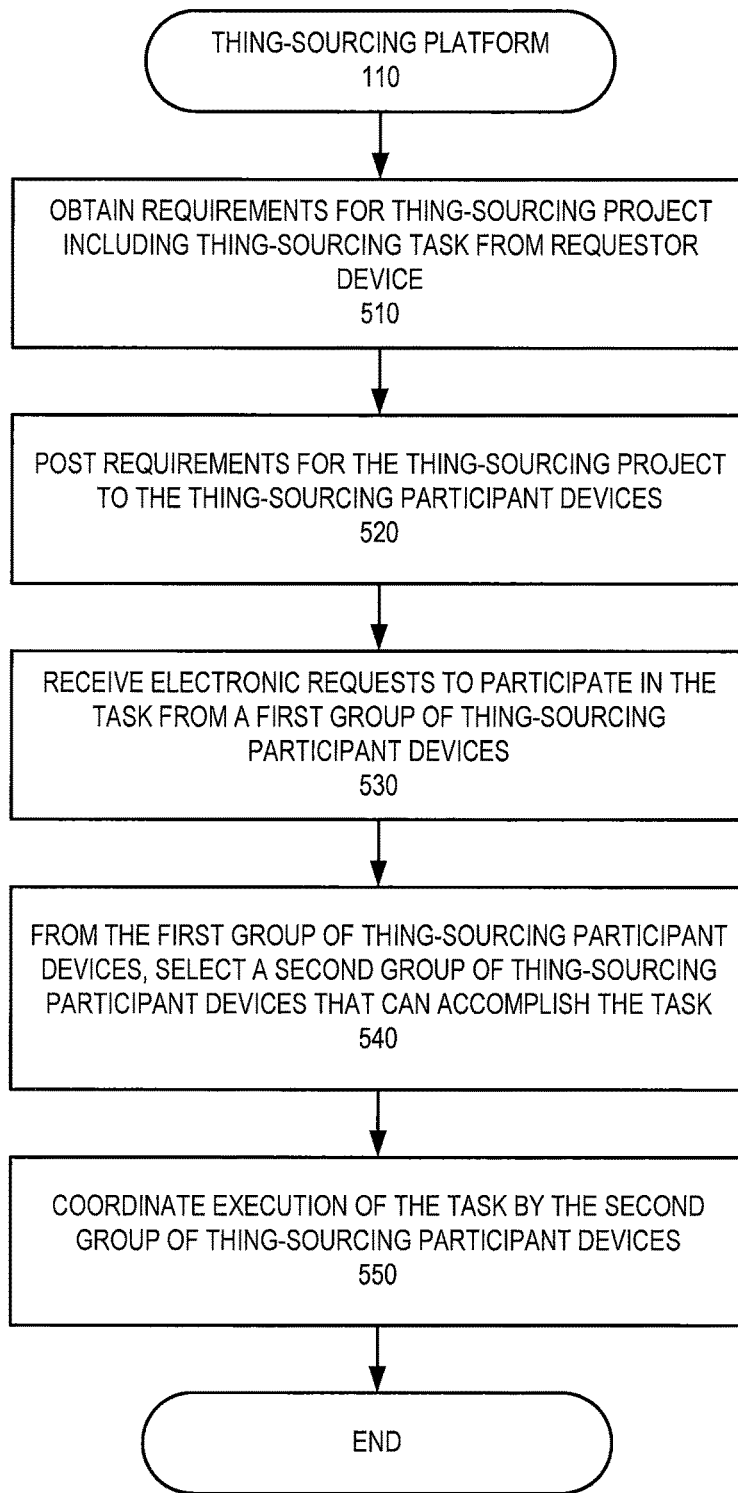 THING-SOURCING PLATFORM
110
OBTAIN REQUIREMENTS FOR THING-SOURCING PROJECT
INCLUDING THING-SOURCING TASK FROM REQUESTOR
DEVICE
510
POST REQUIREMENTS FOR THE THING-SOURCING PROJECT
TO THE THING-SOURCING PARTICIPANT DEVICES
520
RECEIVE ELECTRONIC REQUESTS TO PARTICIPATE IN THE
TASK FROM A FIRST GROUP OF THING-SOURCING
PARTICIPANT DEVICES
530
FROM THE FIRST GROUP OF THING-SOURCING PARTICIPANT
DEVICES, SELECT A SECOND GROUP OF THING-SOURCING
PARTICIPANT DEVICES THAT CAN ACCOMPLISH THE TASK
540
COORDINATE EXECUTION OF THE TASK BY THE SECOND
GROUP OF THING-SOURCING PARTICIPANT DEVICES
550
END